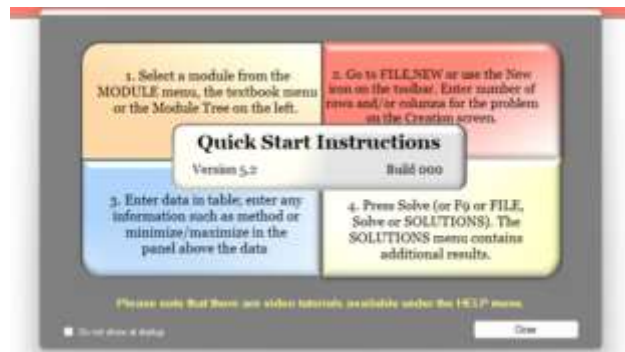 1. Select a module from the
MODULE menu, the textbook menu
or the Module Tree on the left.
2. Go to FILE,NEW or use the New
icon on the toolbar. Enter number of
rows and/or columns for the problem
on the Creation screen.
Quick Start Instructions
Version 5.2 Build 000
3. Enter data in table; enter any
information such as method or
minimize/maximize in the
panel above the data
4. Press Solve (or F9 or FILE,
Solve or SOLUTIONS). The
SOLUTIONS menu contains
additional results.
Please note that there are video tutorials available under the HELP menu.
Do not show at startup
Close